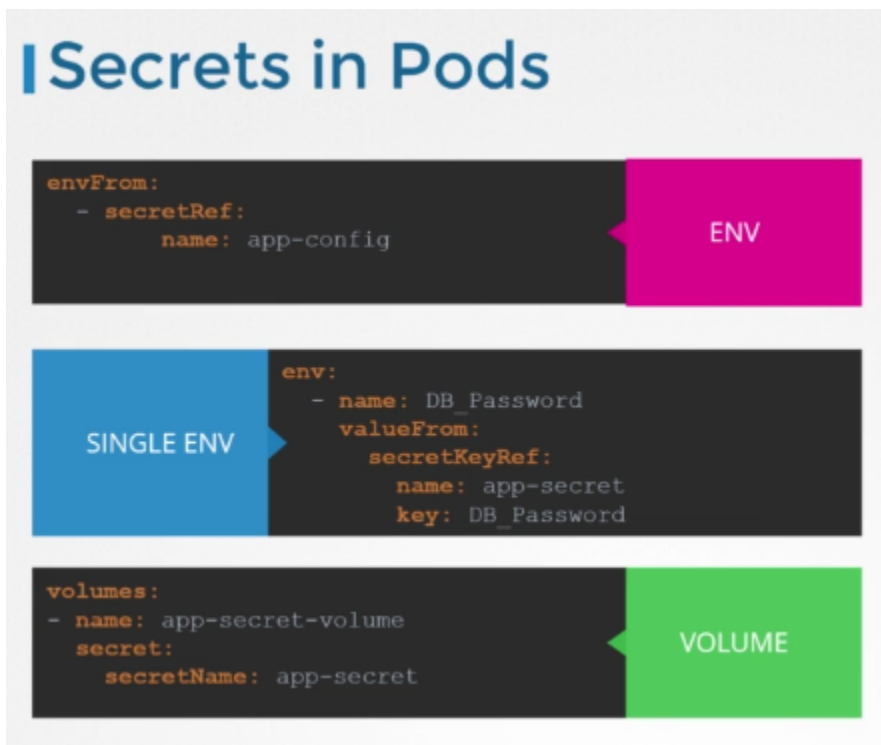 Secrets in Pods
envFrom:
  - secretRef:
        name: app-config
ENV
SINGLE ENV
env:
  - name: DB_Password
    valueFrom:
      secretKeyRef:
        name: app-secret
        key: DB_Password
volumes:
- name: app-secret-volume
  secret:
    secretName: app-secret
VOLUME